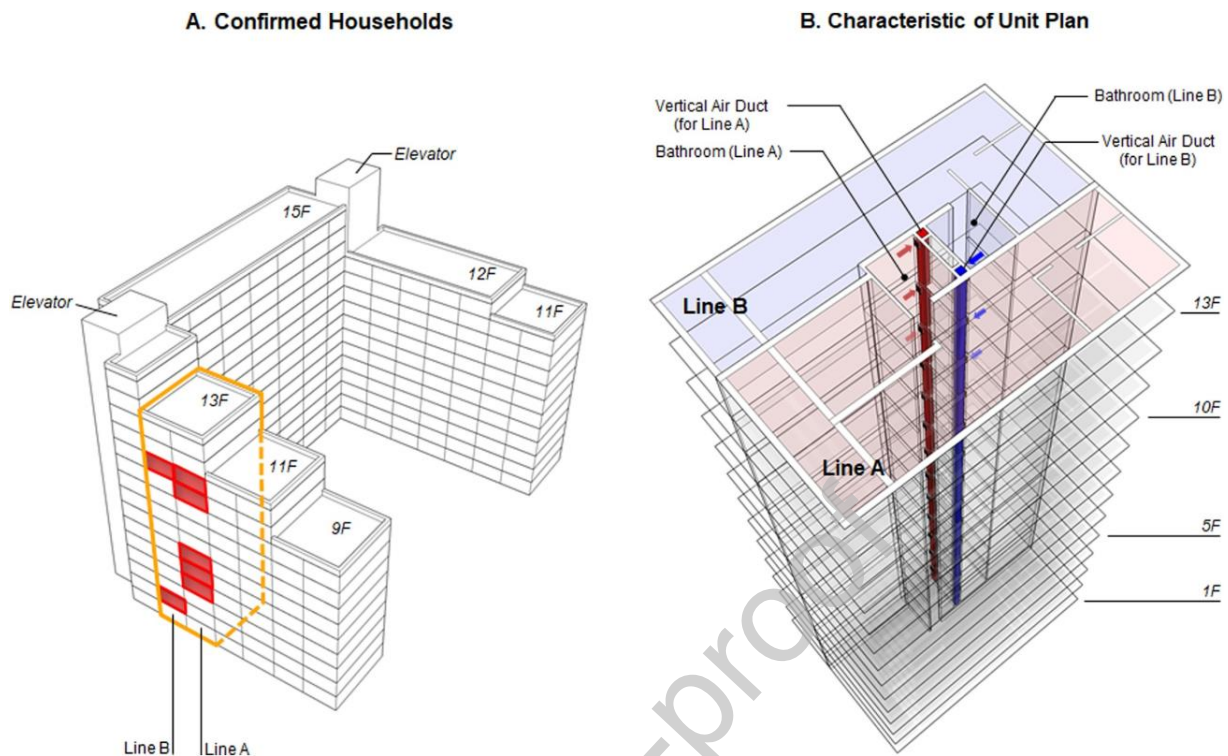 A. Confirmed Households
B. Characteristic of Unit Plan
Elevator
15F
12F
11F
Elevator
13F
11F
9F
Line B
Line A
Vertical Air Duct
(for Line A)
Bathroom (Line A)
Bathroom (Line B)
Vertical Air Duct
(for Line B)
Line B
Line A
13F
10F
5F
1F
sproof